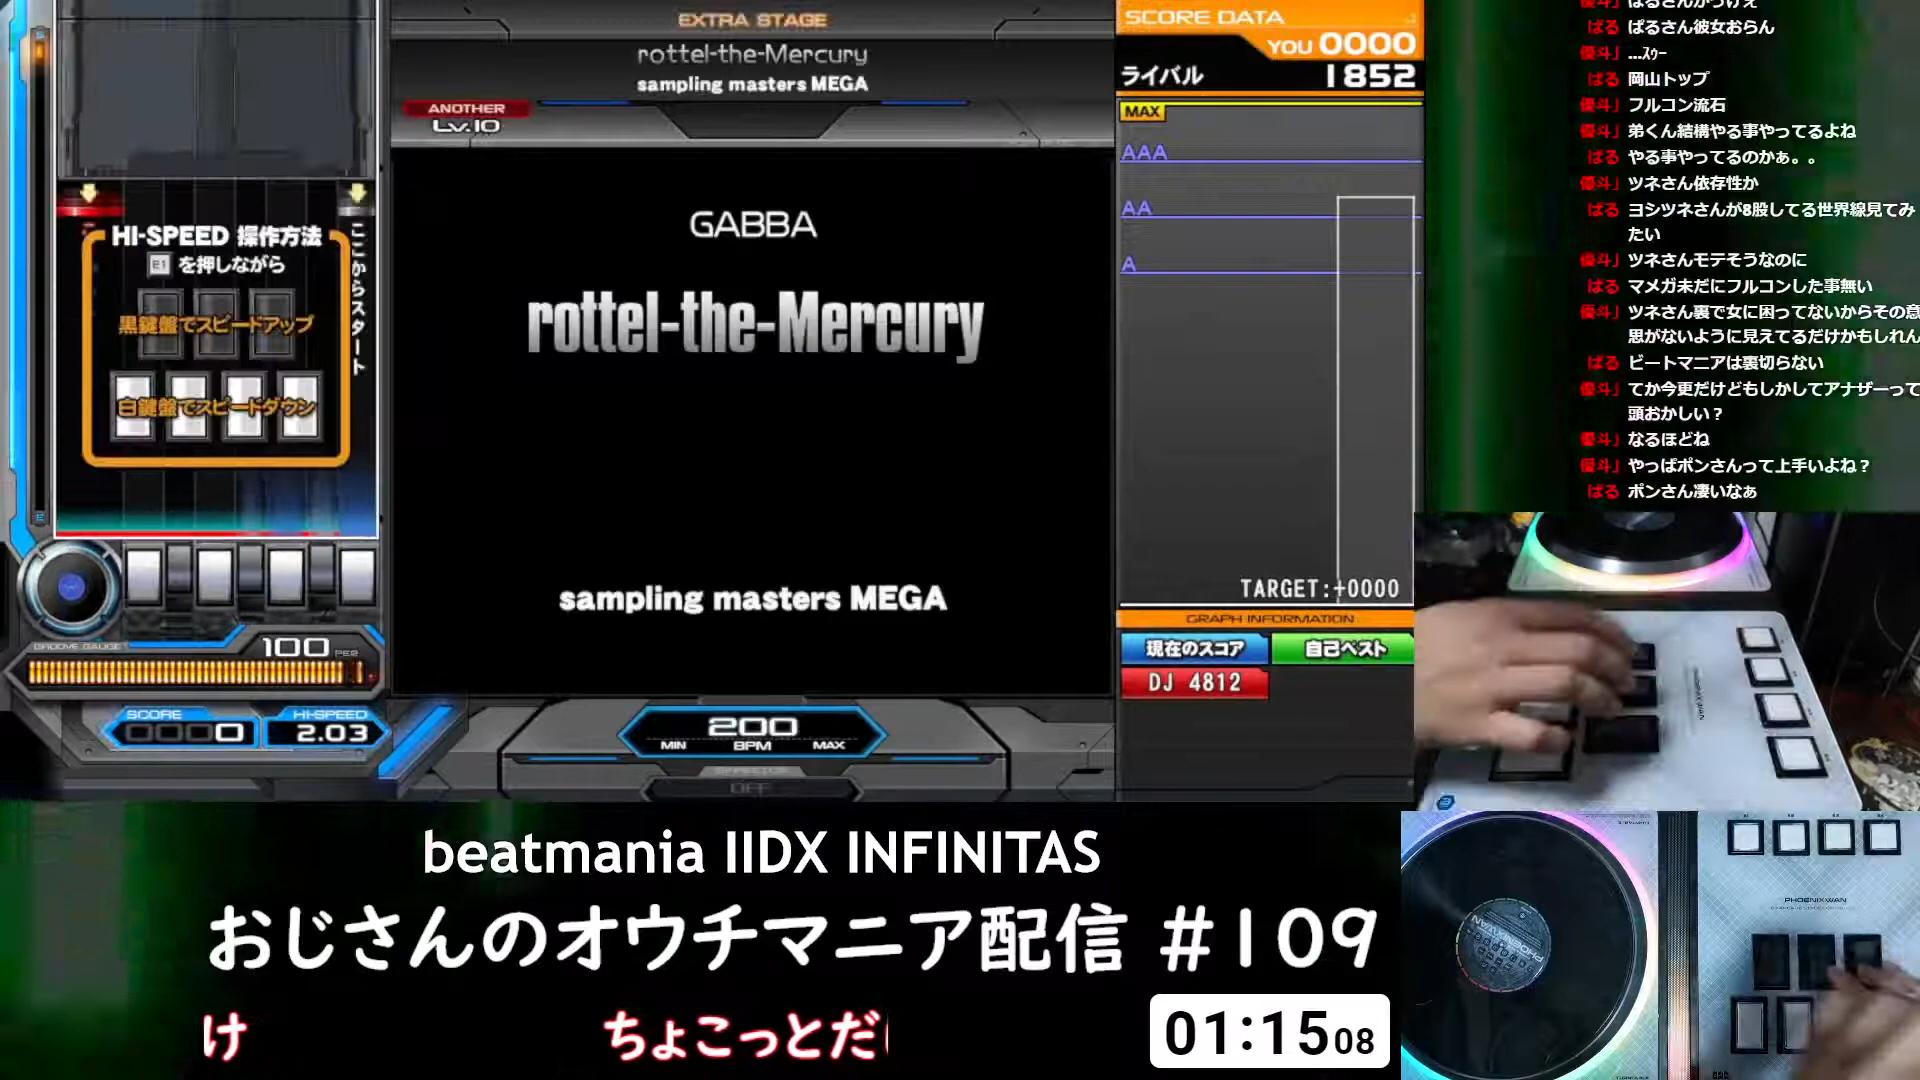 EXTRA STAGE
rottel-the-Mercury
sampling masters MEGA
ANOTHER
Lv.10
HI-SPEED 操作方法
E1 を押しながら
黒鍵盤でスピードアップ
白鍵盤でスピードダウン
ここからスタート
GABBA
rottel-the-Mercury
sampling masters MEGA
GROOVE GAUGE
100
SCORE
0000
HI-SPEED
2.03
200
MIN BPM MAX
OFF
SCORE DATA
YOU 0000
ライバル 1852
MAX
AAA
AA
A
TARGET:+0000
GRAPH INFORMATION
現在のスコア 自己ベスト
DJ 4812
ぱる ぱるさん彼女おらん
優斗」 ...ｽｩｰ
ぱる 岡山トップ
優斗」 フルコン流石
優斗」 弟くん結構やる事やってるよね
ぱる やる事やってるのかぁ。。
優斗」 ツネさん依存性か
ぱる ヨシツネさんが8股してる世界線見てみ
たい
優斗」 ツネさんモテそうなのに
ぱる マメガ未だにフルコンした事無い
優斗」 ツネさん裏で女に困ってないからその意
思がないように見えてるだけかもしれん
ぱる ビートマニアは裏切らない
優斗」 てか今更だけどもしかしてアナザーって
頭おかしい？
優斗」 なるほどね
優斗」 やっぱポンさんって上手いよね？
ぱる ポンさん凄いなぁ
PHOENIXWAN
beatmania IIDX INFINITAS
おじさんのオウチマニア配信 #109
け ちょこっとだ
01:15 08